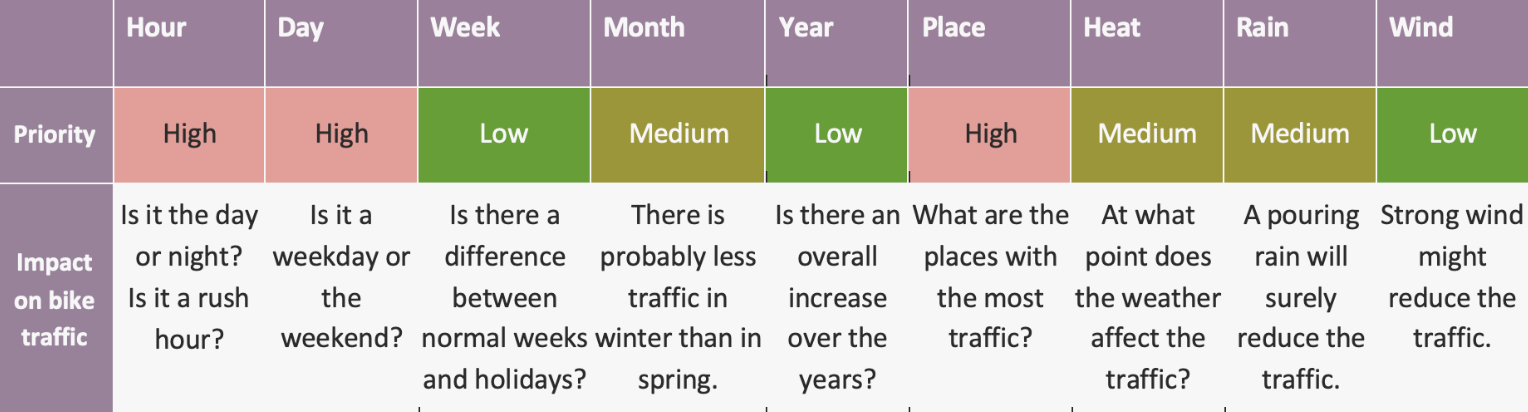 Hour Day Week Month Year Place Heat Rain Wind
Priority High High Low Medium Low High Medium Medium Low
Impact
on bike
traffic
Is it the day
or night?
Is it a rush
hour?
Is it a
weekday or
the
weekend?
Is there a
difference
between
normal weeks
and holidays?
There is
probably less
traffic in
winter than in
spring.
Is there an
overall
increase
over the
years?
What are the
places with
the most
traffic?
At what
point does
the weather
affect the
traffic?
A pouring
rain will
surely
reduce the
traffic.
Strong wind
might
reduce the
traffic.